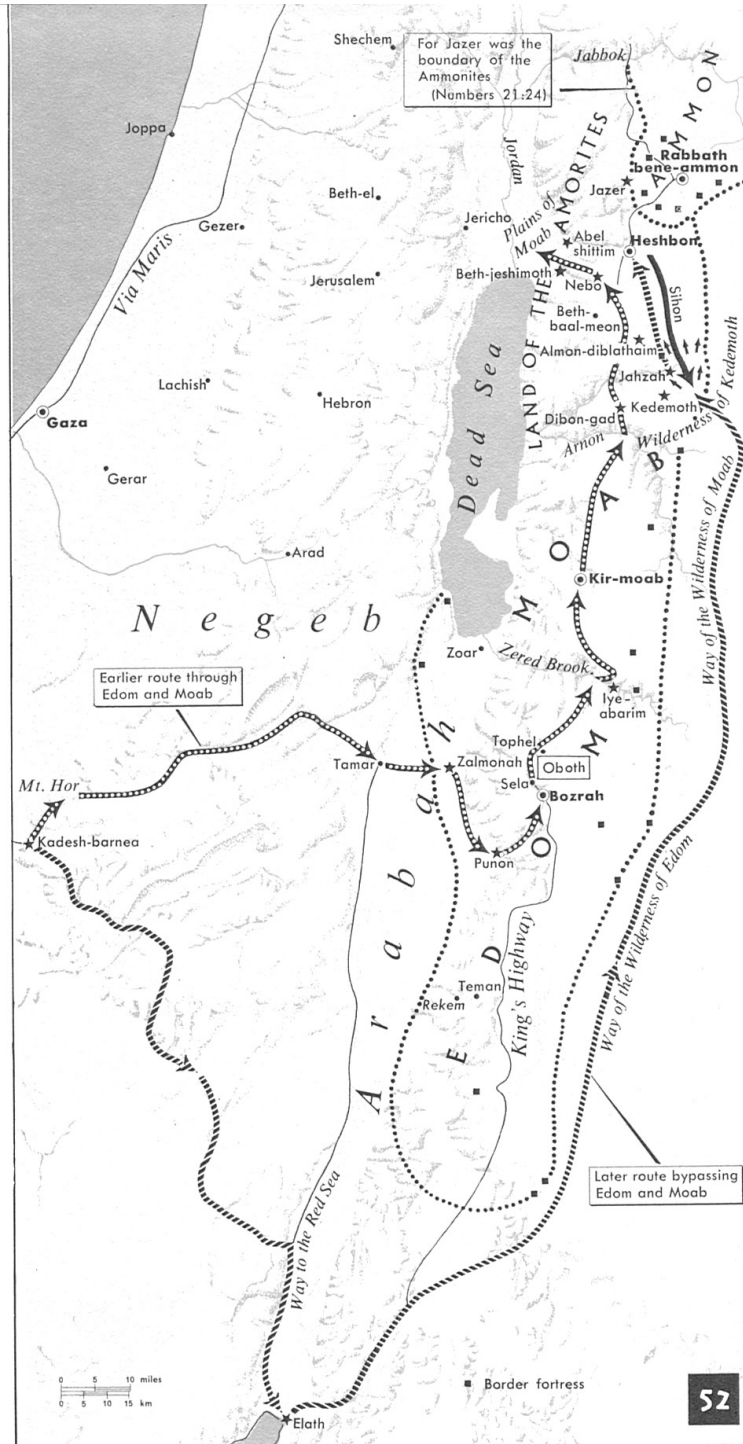 Shechem
For Jazer was the
boundary of the
Ammonites
(Numbers 21:24)
Jabbok
AMMON
Joppa
Jordan
Rabbath
bene-ammon
Jazer
Beth-el
Jericho
Plains of
Moab
Abel
shittim
Heshbon
Gezer
Via Maris
Jerusalem
Beth-jeshimoth
Nebo
LAND OF THE AMORITES
Sihon
Beth-
baal-meon
Almon-diblathaim
Dead Sea
Jahzah
Lachish
Hebron
Kedemoth
Dibon-gad
Wilderness of Kedemoth
Gaza
Arnon
Gerar
Arad
MOAB
Kir-moab
Way of the Wilderness of Moab
Negeb
Zoar
Zered Brook
Iye-
abarim
Earlier route through
Edom and Moab
Tophel
Tamar
Zalmonah
Oboth
Mt. Hor
Sela
Bozrah
Kadesh-barnea
Punon
Arabah
EDOM
King's Highway
Way of the Wilderness of Edom
Teman
Rekem
Later route bypassing
Edom and Moab
Way to the Red Sea
0 5 10 miles
0 5 10 15 km
Border fortress
52
Elath